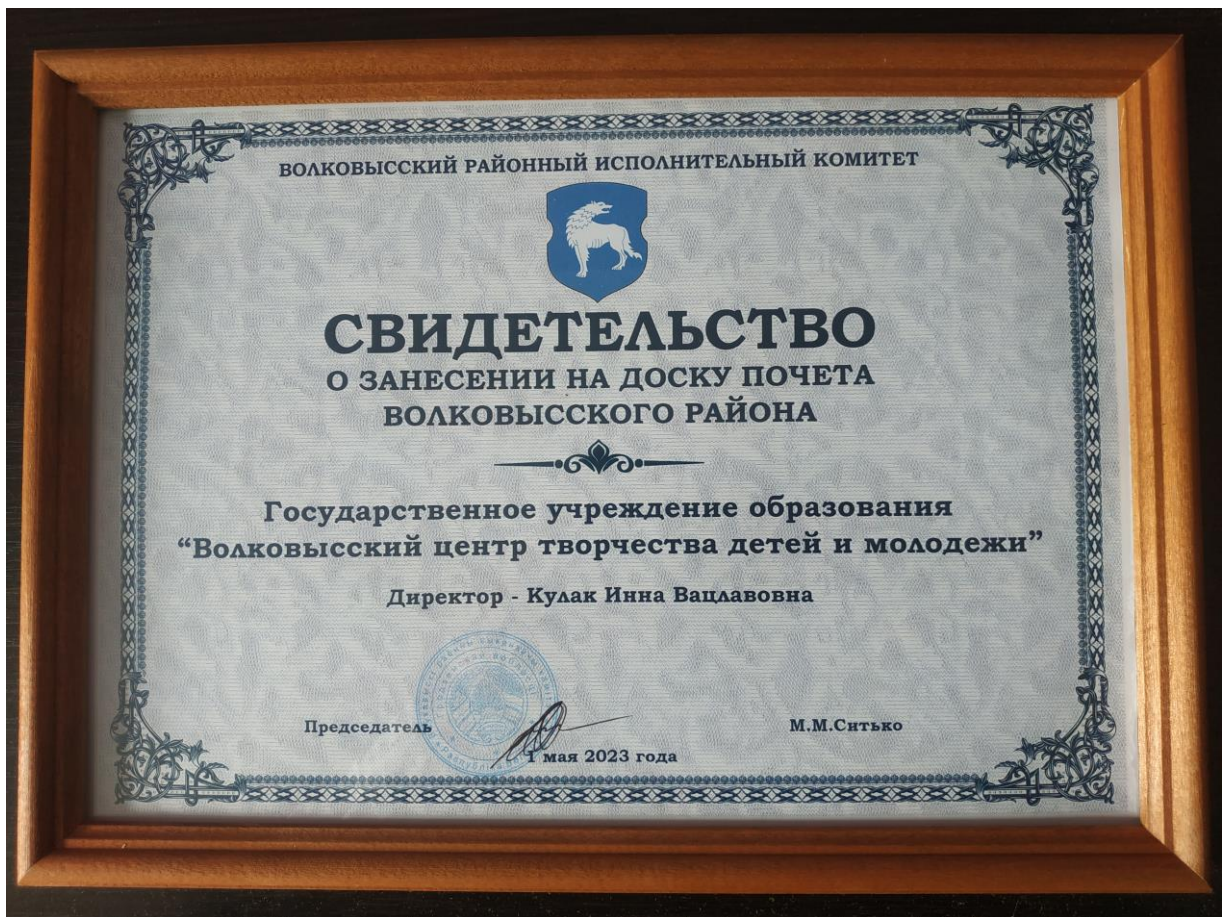 ВОЛКОВЫССКИЙ РАЙОННЫЙ ИСПОЛНИТЕЛЬНЫЙ КОМИТЕТ
СВИДЕТЕЛЬСТВО
О ЗАНЕСЕНИИ НА ДОСКУ ПОЧЕТА
ВОЛКОВЫССКОГО РАЙОНА
Государственное учреждение образования
“Волковысский центр творчества детей и молодежи”
Директор - Кулак Инна Вацлавовна
Председатель М.М.Ситько
1 мая 2023 года